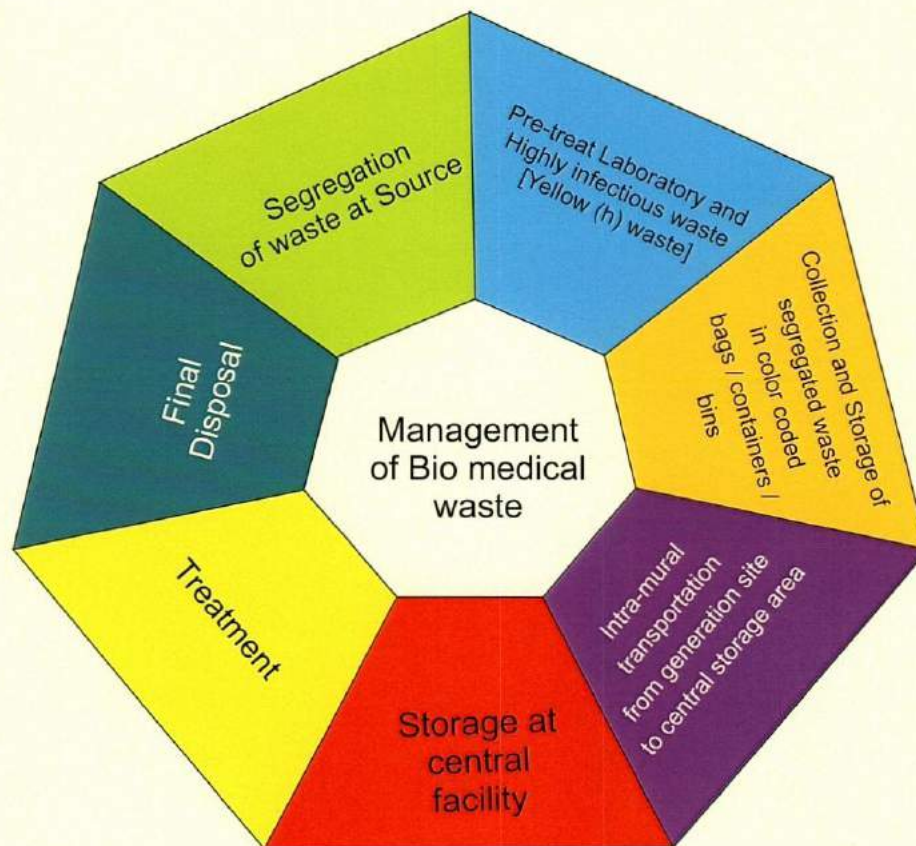 Segregation
of waste at Source
Pre-treat Laboratory and
Highly infectious waste
[Yellow (h) waste]
Collection and Storage of
segregated waste
in color coded
bags / containers /
bins
Intra-mural
transportation
from generation site
to central storage area
Storage at
central
facility
Treatment
Final
Disposal
Management
of Bio medical
waste